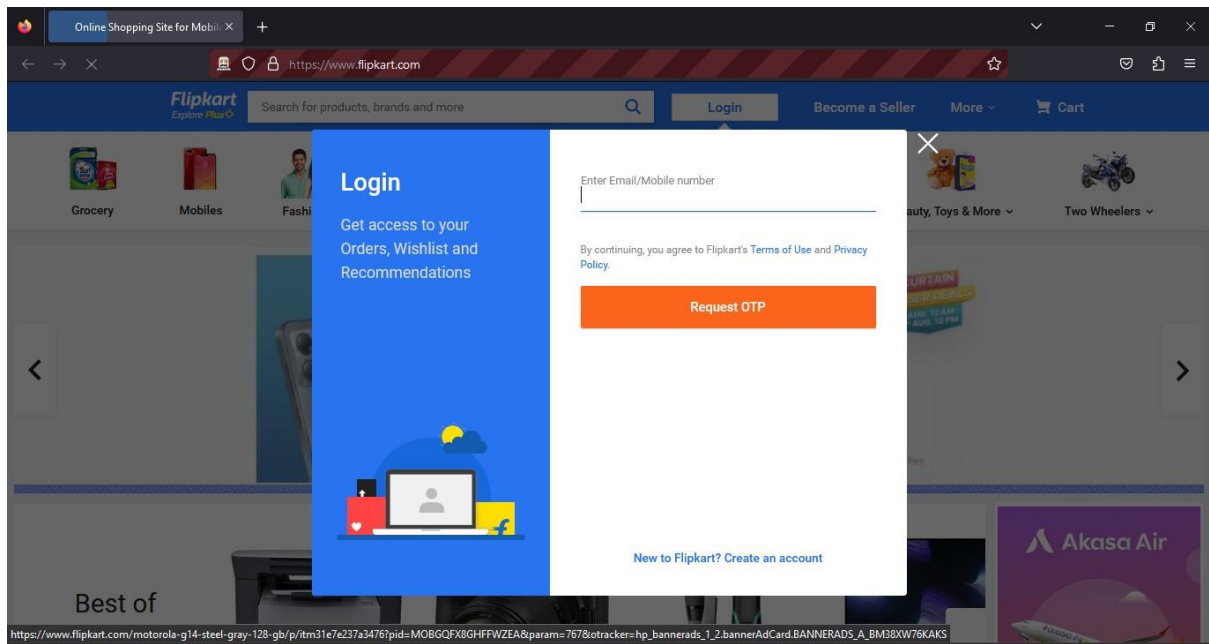 Online Shopping Site for Mobil
https://www.flipkart.com
Flipkart
Explore Plus
Search for products, brands and more
Login
Become a Seller
More
Cart
Grocery
Mobiles
Fashi
auty, Toys & More
Two Wheelers
Login
Get access to your
Orders, Wishlist and
Recommendations
Enter Email/Mobile number
By continuing, you agree to Flipkart's Terms of Use and Privacy
Policy.
Request OTP
New to Flipkart? Create an account
CURTAIN
Akasa Air
Best of
https://www.flipkart.com/motorola-g14-steel-gray-128-gb/p/itm31e7e237a3476?pid=MOBGQFX8GHFFWZEA&param=767&otracker=hp_bannerads_1_2.bannerAdCard.BANNERADS_A_BM38XW76KAKS